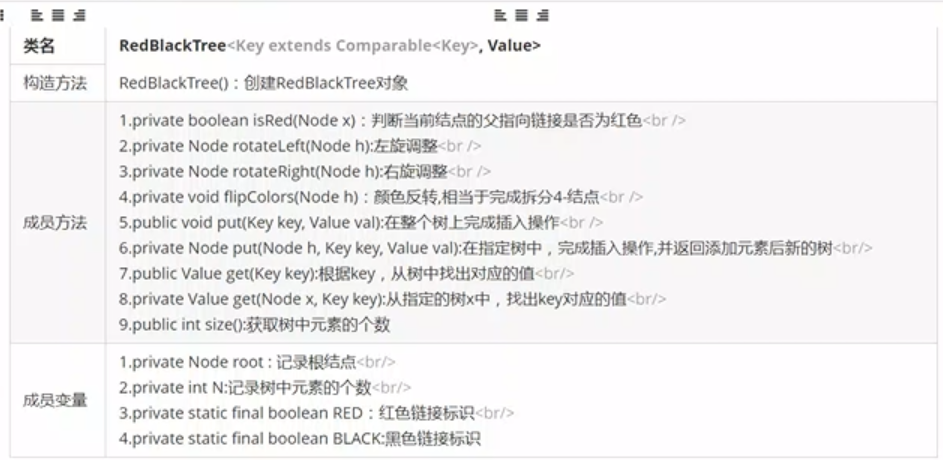 类名 RedBlackTree<Key extends Comparable<Key>, Value>
构造方法 RedBlackTree()：创建RedBlackTree对象
1.private boolean isRed(Node x)：判断当前结点的父指向链接是否为红色<br />
2.private Node rotateLeft(Node h):左旋调整<br />
3.private Node rotateRight(Node h):右旋调整<br />
4.private void flipColors(Node h)：颜色反转,相当于完成拆分4-结点<br />
成员方法 5.public void put(Key key, Value val):在整个树上完成插入操作<br />
6.private Node put(Node h, Key key, Value val):在指定树中，完成插入操作,并返回添加元素后新的树<br/>
7.public Value get(Key key):根据key，从树中找出对应的值<br/>
8.private Value get(Node x, Key key):从指定的树x中，找出key对应的值<br/>
9.public int size():获取树中元素的个数
1.private Node root : 记录根结点<br/>
2.private int N:记录树中元素的个数<br/>
成员变量 3.private static final boolean RED：红色链接标识<br/>
4.private static final boolean BLACK:黑色链接标识